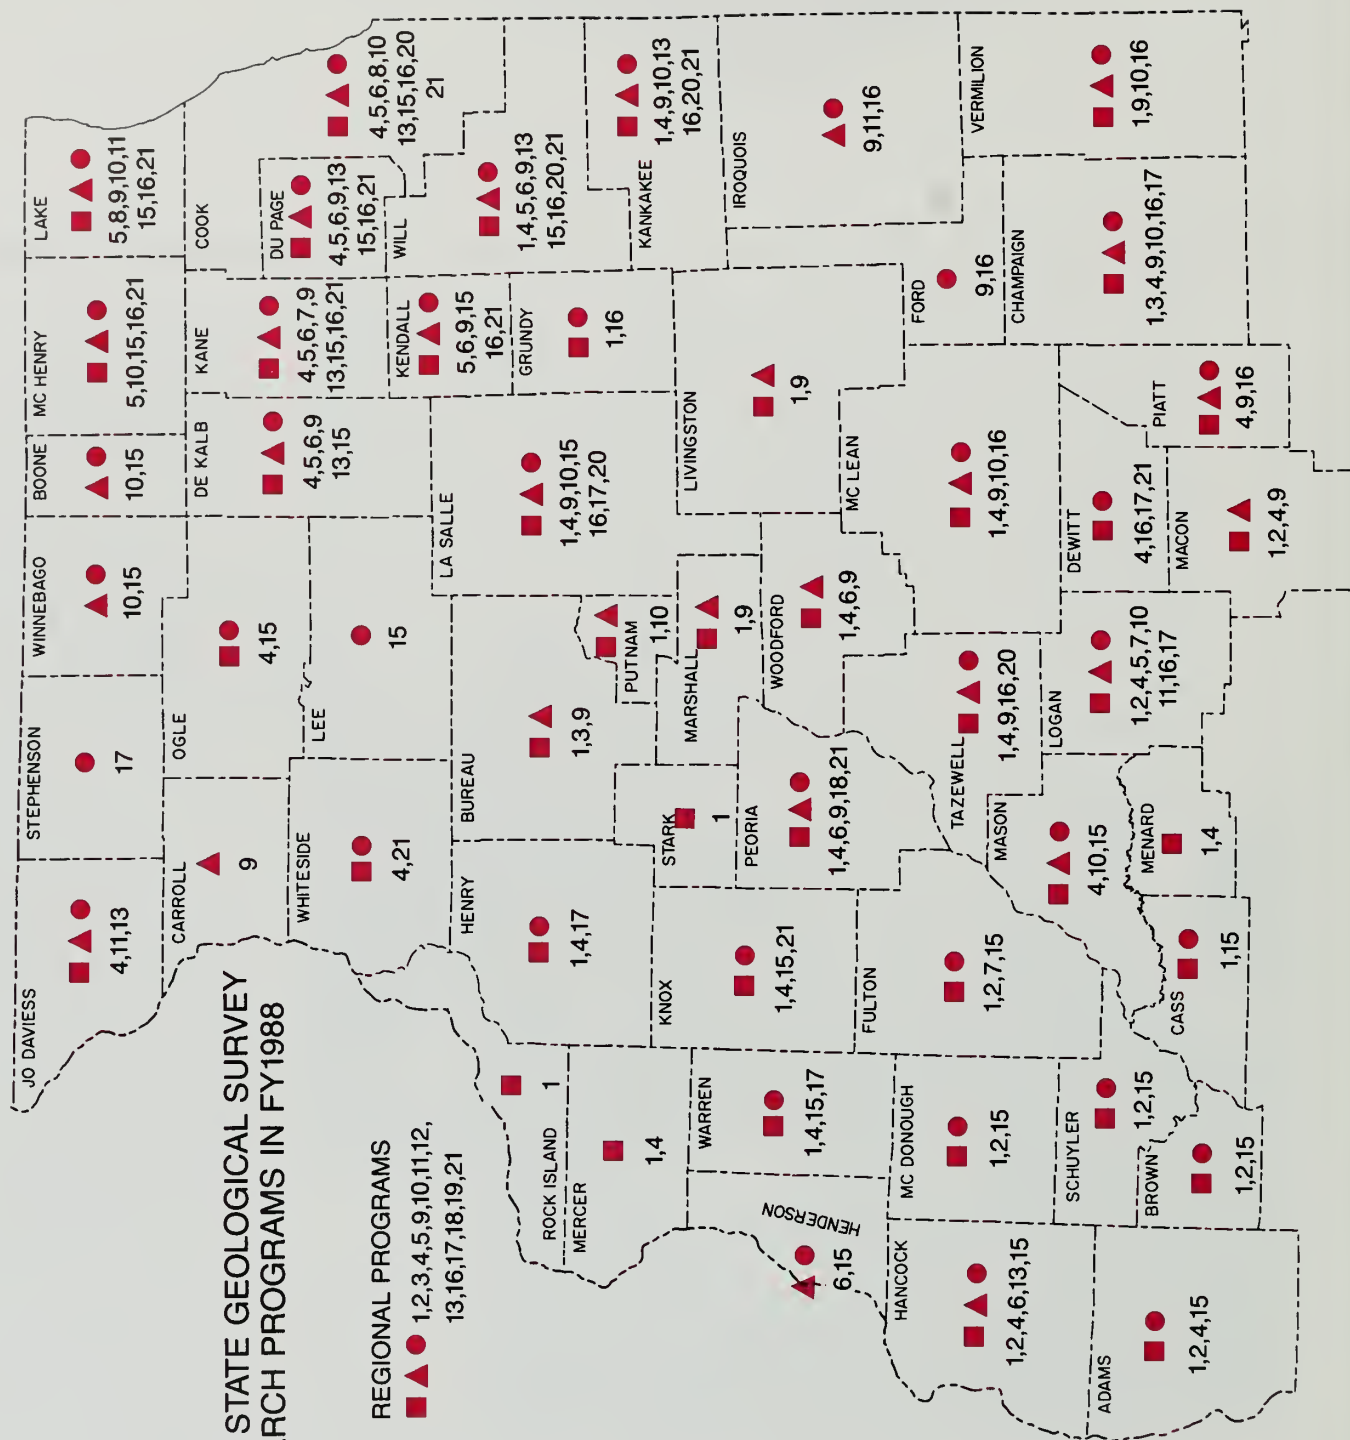 STATE GEOLOGICAL SURVEY
RCH PROGRAMS IN FY1988
REGIONAL PROGRAMS
1,2,3,4,5,9,10,11,12,
13,16,17,18,19,21
JO DAVIESS
4,11,13
STEPHENSON
17
WINNEBAGO
10,15
BOONE
10,15
MC HENRY
5,10,15,16,21
LAKE
5,8,9,10,11
15,16,21
CARROLL
9
OGLE
4,15
DE KALB
4,5,6,9
13,15
KANE
4,5,6,7,9
13,15,16,21
COOK
4,5,6,8,10
13,15,16,20
21
DU PAGE
4,5,6,9,13
15,16,21
WHITESIDE
4,21
LEE
15
KENDALL
5,6,9,15
16,21
WILL
1,4,5,6,9,13
15,16,20,21
ROCK ISLAND
1
HENRY
1,4,17
BUREAU
1,3,9
LA SALLE
1,4,9,10,15
16,17,20
GRUNDY
1,16
MERCER
1,4
PUTNAM
1,10
KANKAKEE
1,4,9,10,13
16,20,21
KNOX
1,4,15,21
STARK
1
MARSHALL
1,9
LIVINGSTON
1,9
IROQUOIS
9,11,16
HENDERSON
6,15
WARREN
1,4,15,17
PEORIA
1,4,6,9,18,21
WOODFORD
1,4,6,9
HANCOCK
1,2,4,6,13,15
MC DONOUGH
1,2,15
FULTON
1,2,7,15
TAZEWELL
1,4,9,16,20
MC LEAN
1,4,9,10,16
FORD
9,16
VERMILION
1,9,10,16
MASON
4,10,15
LOGAN
1,2,4,5,7,10
11,16,17
DEWITT
4,16,17,21
CHAMPAIGN
1,3,4,9,10,16,17
SCHUYLER
1,2,15
ADAMS
1,2,4,15
BROWN
1,2,15
CASS
1,15
MENARD
1,4
MACON
1,2,4,9
PIATT
4,9,16